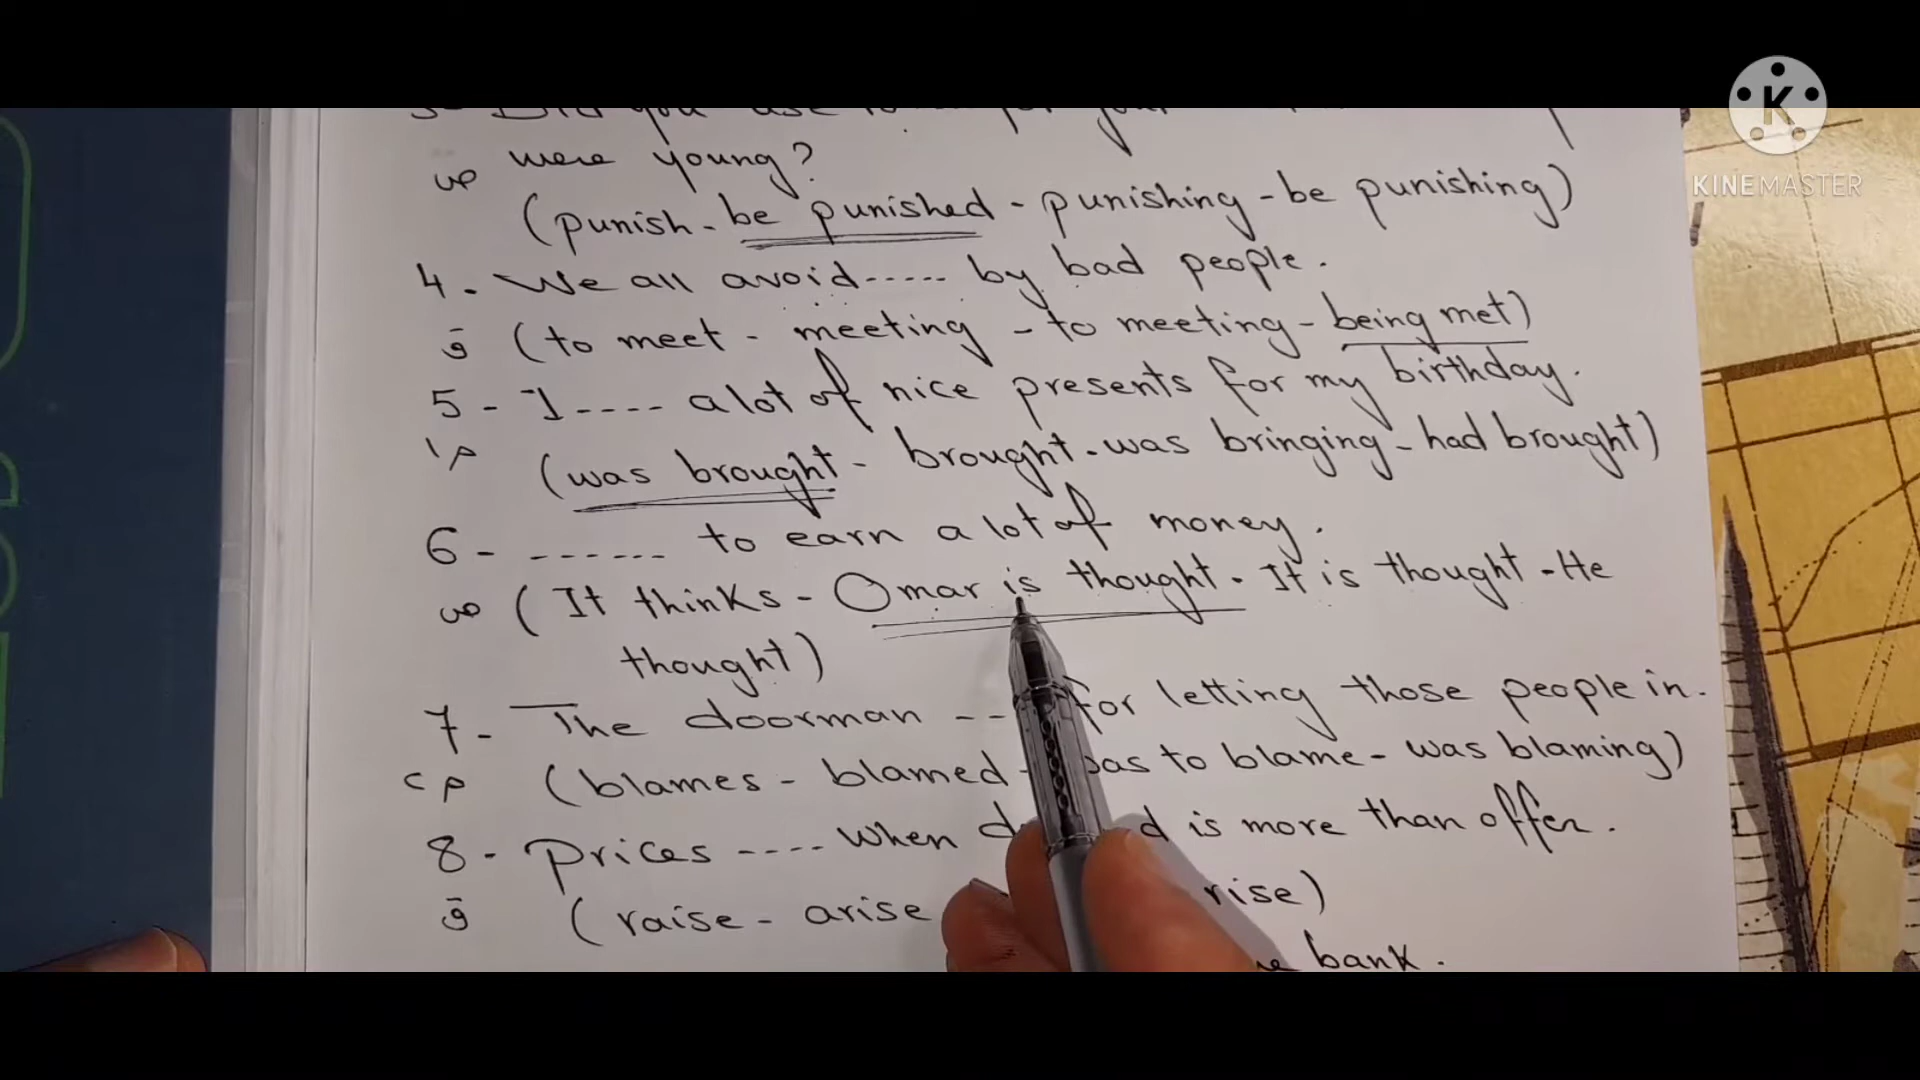 KINEMASTER
were young?
(punish - be punished - punishing - be punishing)
4 - We all avoid ----- by bad people.
(to meet - meeting - to meeting - being met)
5 - I ---- a lot of nice presents for my birthday.
(was brought - brought - was bringing - had brought)
6 - ------ to earn a lot of money.
(It thinks - Omar is thought - It is thought - He
thought)
7 - The doorman -- for letting those people in.
(blames - blamed - to blame - was blaming)
8 - Prices ---- when is more than offer.
(raise - arise rise)
bank.